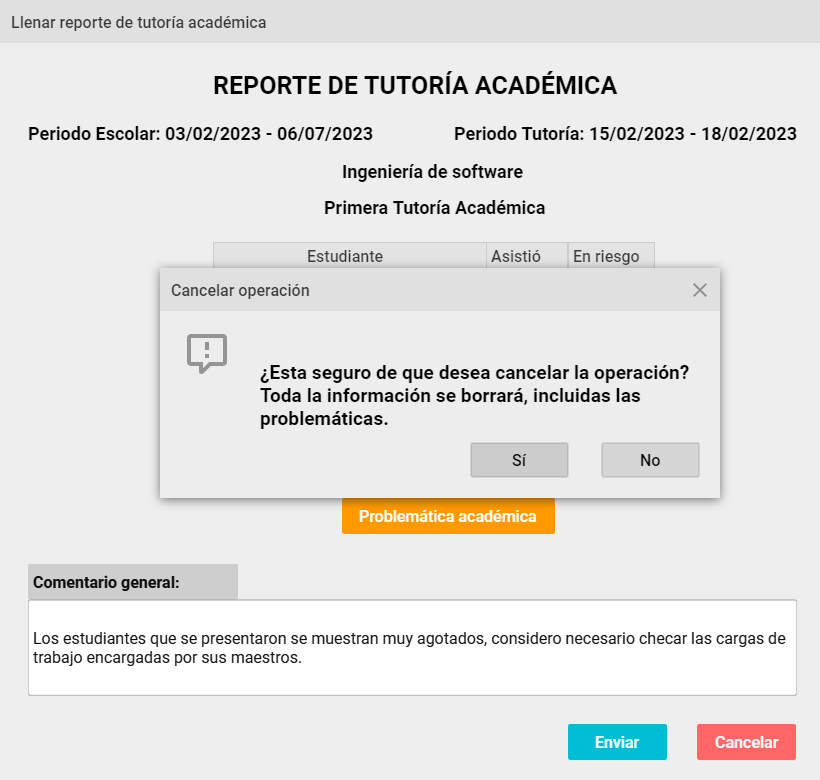 Llenar reporte de tutoría académica
REPORTE DE TUTORÍA ACADÉMICA
Periodo Escolar: 03/02/2023 - 06/07/2023
Periodo Tutoría: 15/02/2023 - 18/02/2023
Ingeniería de software
Primera Tutoría Académica
Estudiante
Asistió
En riesgo
Cancelar operación
¿Esta seguro de que desea cancelar la operación?
Toda la información se borrará, incluidas las
problemáticas.
Sí
No
Problemática académica
Comentario general:
Los estudiantes que se presentaron se muestran muy agotados, considero necesario checar las cargas de
trabajo encargadas por sus maestros.
Enviar
Cancelar